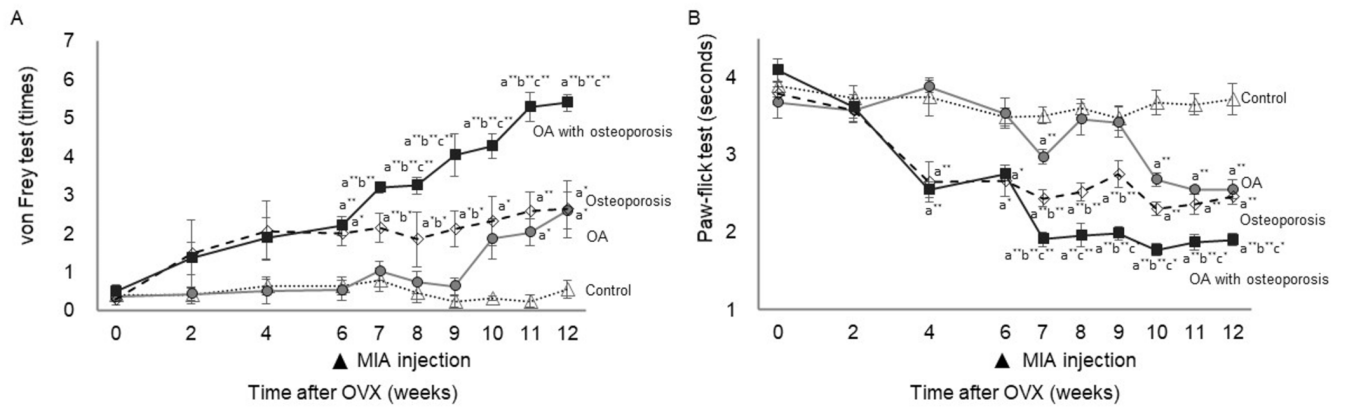 A
7
6
5
4
3
2
1
0
von Frey test (times)
a**b**c** a**b**c**
a**b**c**
a**b**c**
a**b**c**
a**b**
a**
a*
a**b*
a*b*
a*b*
a*
a**
a*
a*
a*
OA with osteoporosis
Osteoporosis
OA
Control
0 2 4 6 7 8 9 10 11 12
▲ MIA injection
Time after OVX (weeks)
B
4
3
2
1
Paw-flick test (seconds)
a**
a**
a*
a*
a**
a**b**
a**b**
a**b**
a**
a**
a**
a**
a**
a**
a**b**c**
a**b**c
a**b**c*
a**b**c*
a**b**c*
Control
OA
Osteoporosis
OA with osteoporosis
0 2 4 6 7 8 9 10 11 12
▲ MIA injection
Time after OVX (weeks)